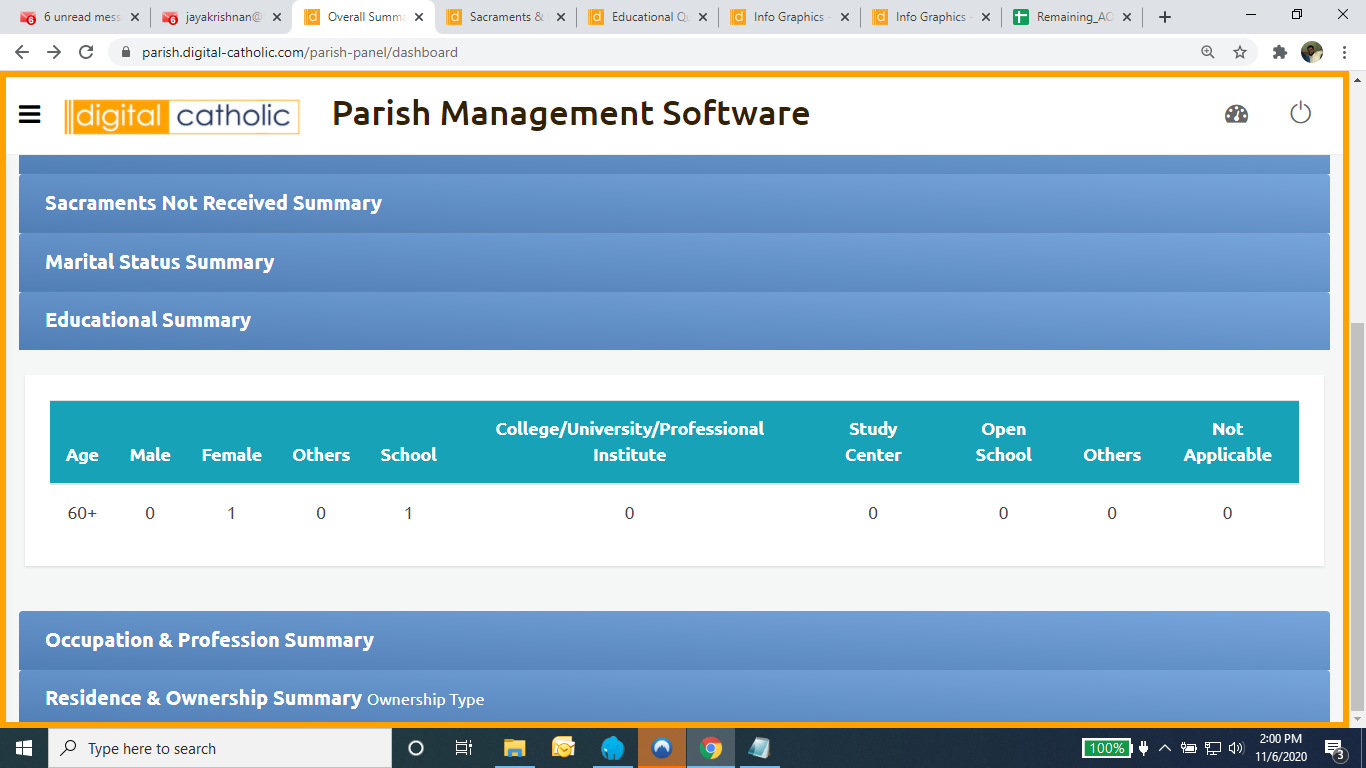 6 unread mess
jayakrishnan@
Overall Summa
Sacraments &
Educational Qu
Info Graphics -
Info Graphics -
Remaining_AC
parish.digital-catholic.com/parish-panel/dashboard
digital catholic
Parish Management Software
Sacraments Not Received Summary
Marital Status Summary
Educational Summary
Age Male Female Others School College/University/Professional Institute Study Center Open School Others Not Applicable
60+ 0 1 0 1 0 0 0 0 0
Occupation & Profession Summary
Residence & Ownership Summary Ownership Type
Type here to search
100%
2:00 PM
11/6/2020
3